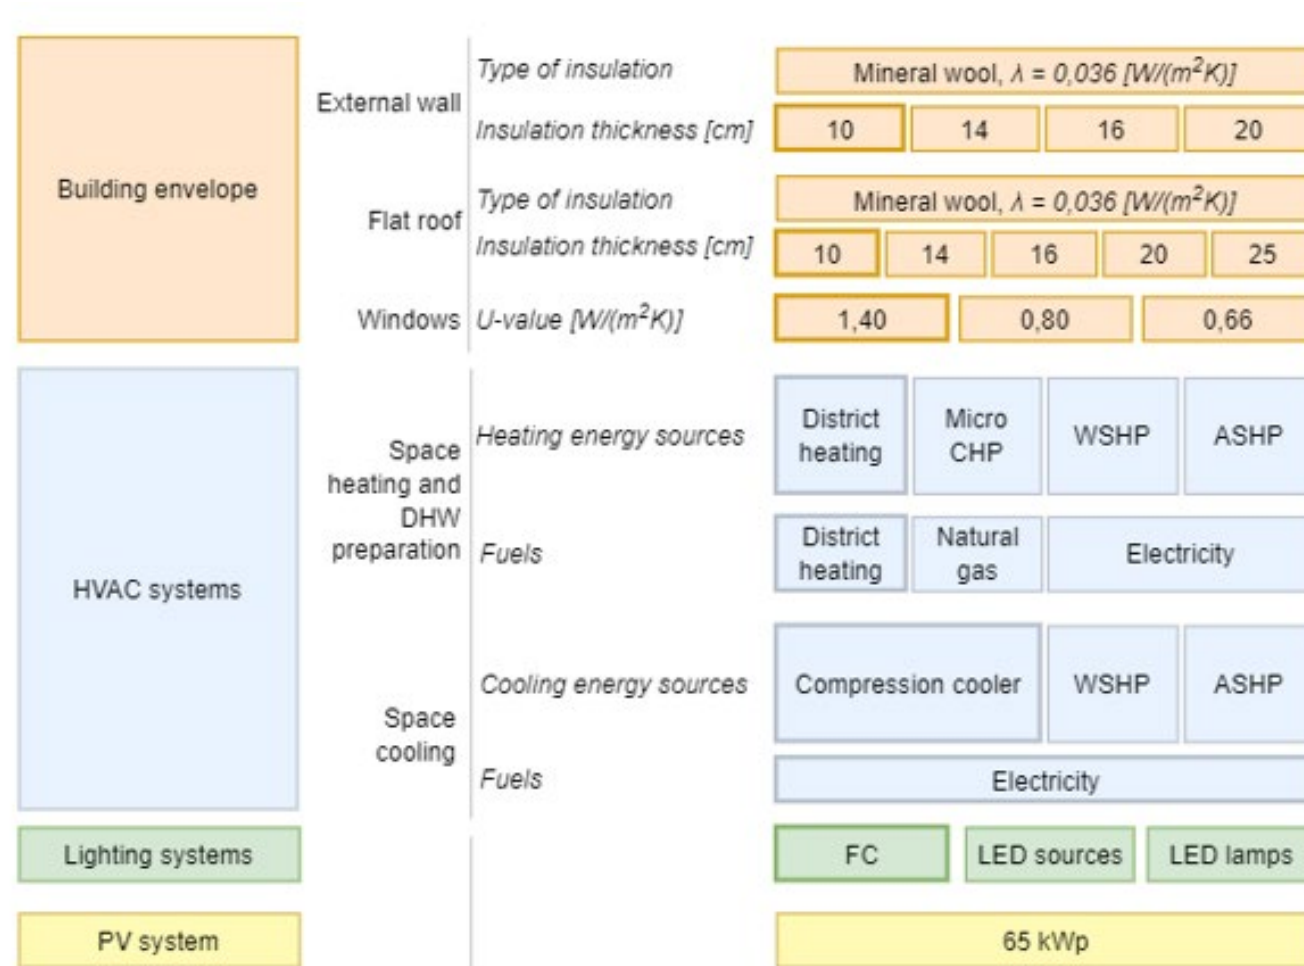 Building envelope
External wall
Type of insulation
Mineral wool, λ = 0,036 [W/(m²K)]
Insulation thickness [cm]
10 14 16 20
Flat roof
Type of insulation
Mineral wool, λ = 0,036 [W/(m²K)]
Insulation thickness [cm]
10 14 16 20 25
Windows
U-value [W/(m²K)]
1,40 0,80 0,66
HVAC systems
Space
heating and
DHW
preparation
Heating energy sources
District
heating
Micro
CHP
WSHP
ASHP
Fuels
District
heating
Natural
gas
Electricity
Space
cooling
Cooling energy sources
Compression cooler
WSHP
ASHP
Fuels
Electricity
Lighting systems
FC
LED sources
LED lamps
PV system
65 kWp